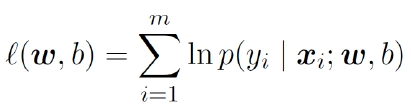 ℓ(w, b) = ∑_{i=1}^{m} ln p(y_i | x_i; w, b)